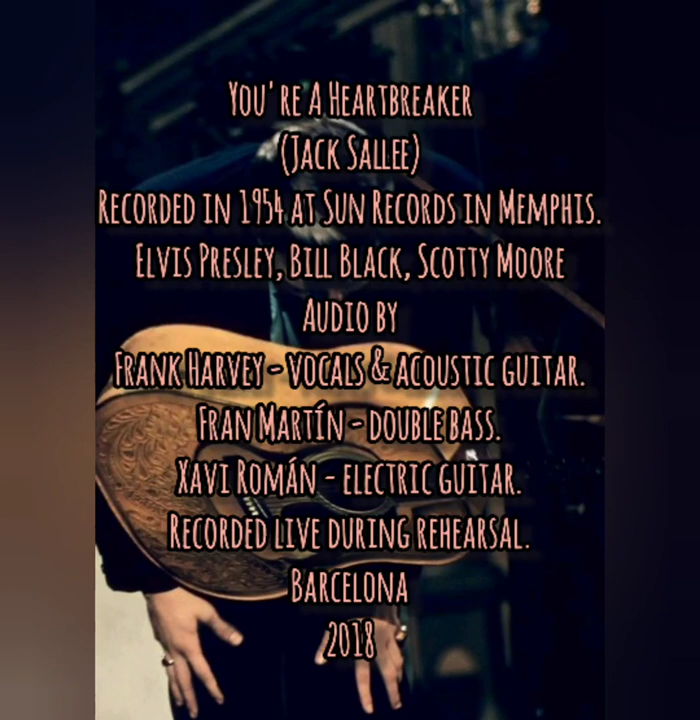 You're A Heartbreaker
(Jack Sallee)
Recorded in 1954 at Sun Records in Memphis.
Elvis Presley, Bill Black, Scotty Moore
Audio by
Frank Harvey - vocals & acoustic guitar.
Fran Martín - double bass.
Xavi Román - electric guitar.
Recorded live during rehearsal.
Barcelona
2018